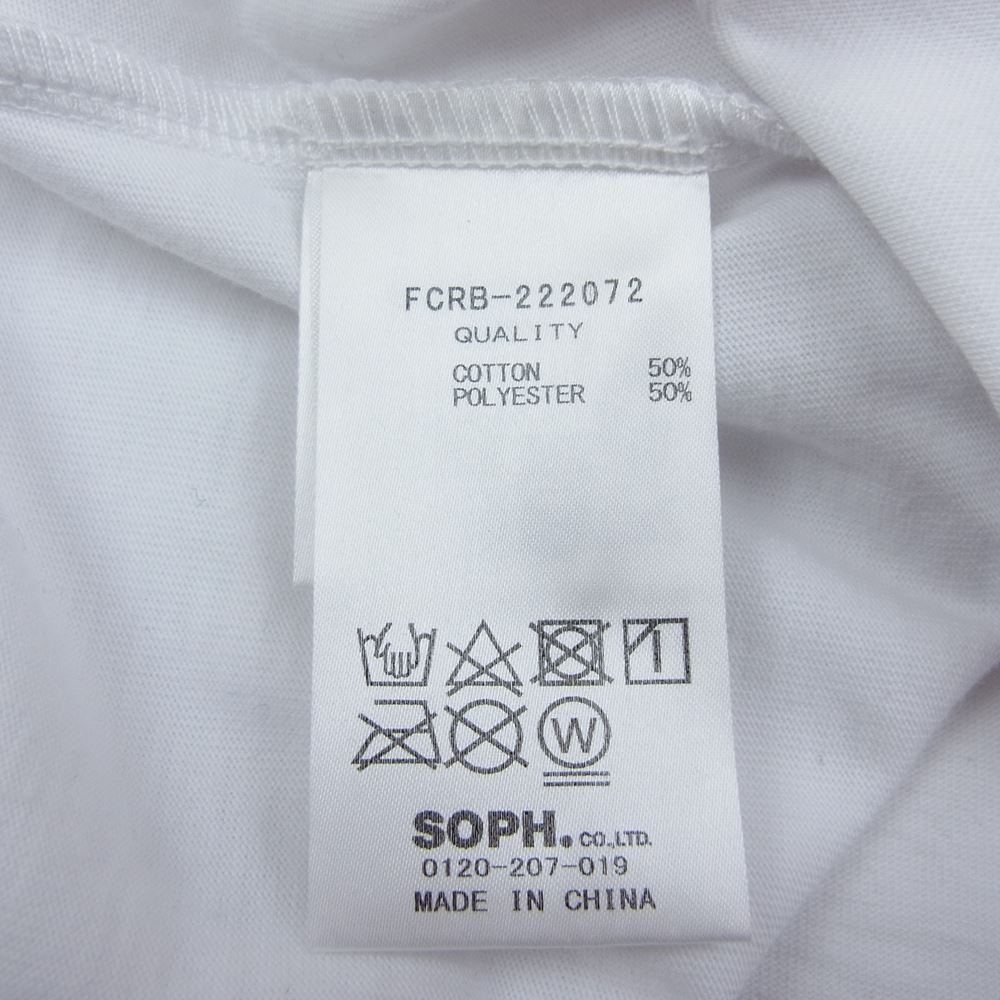 FCRB-222072
QUALITY
COTTON 50%
POLYESTER 50%
W
SOPH. CO.,LTD.
0120-207-019
MADE IN CHINA